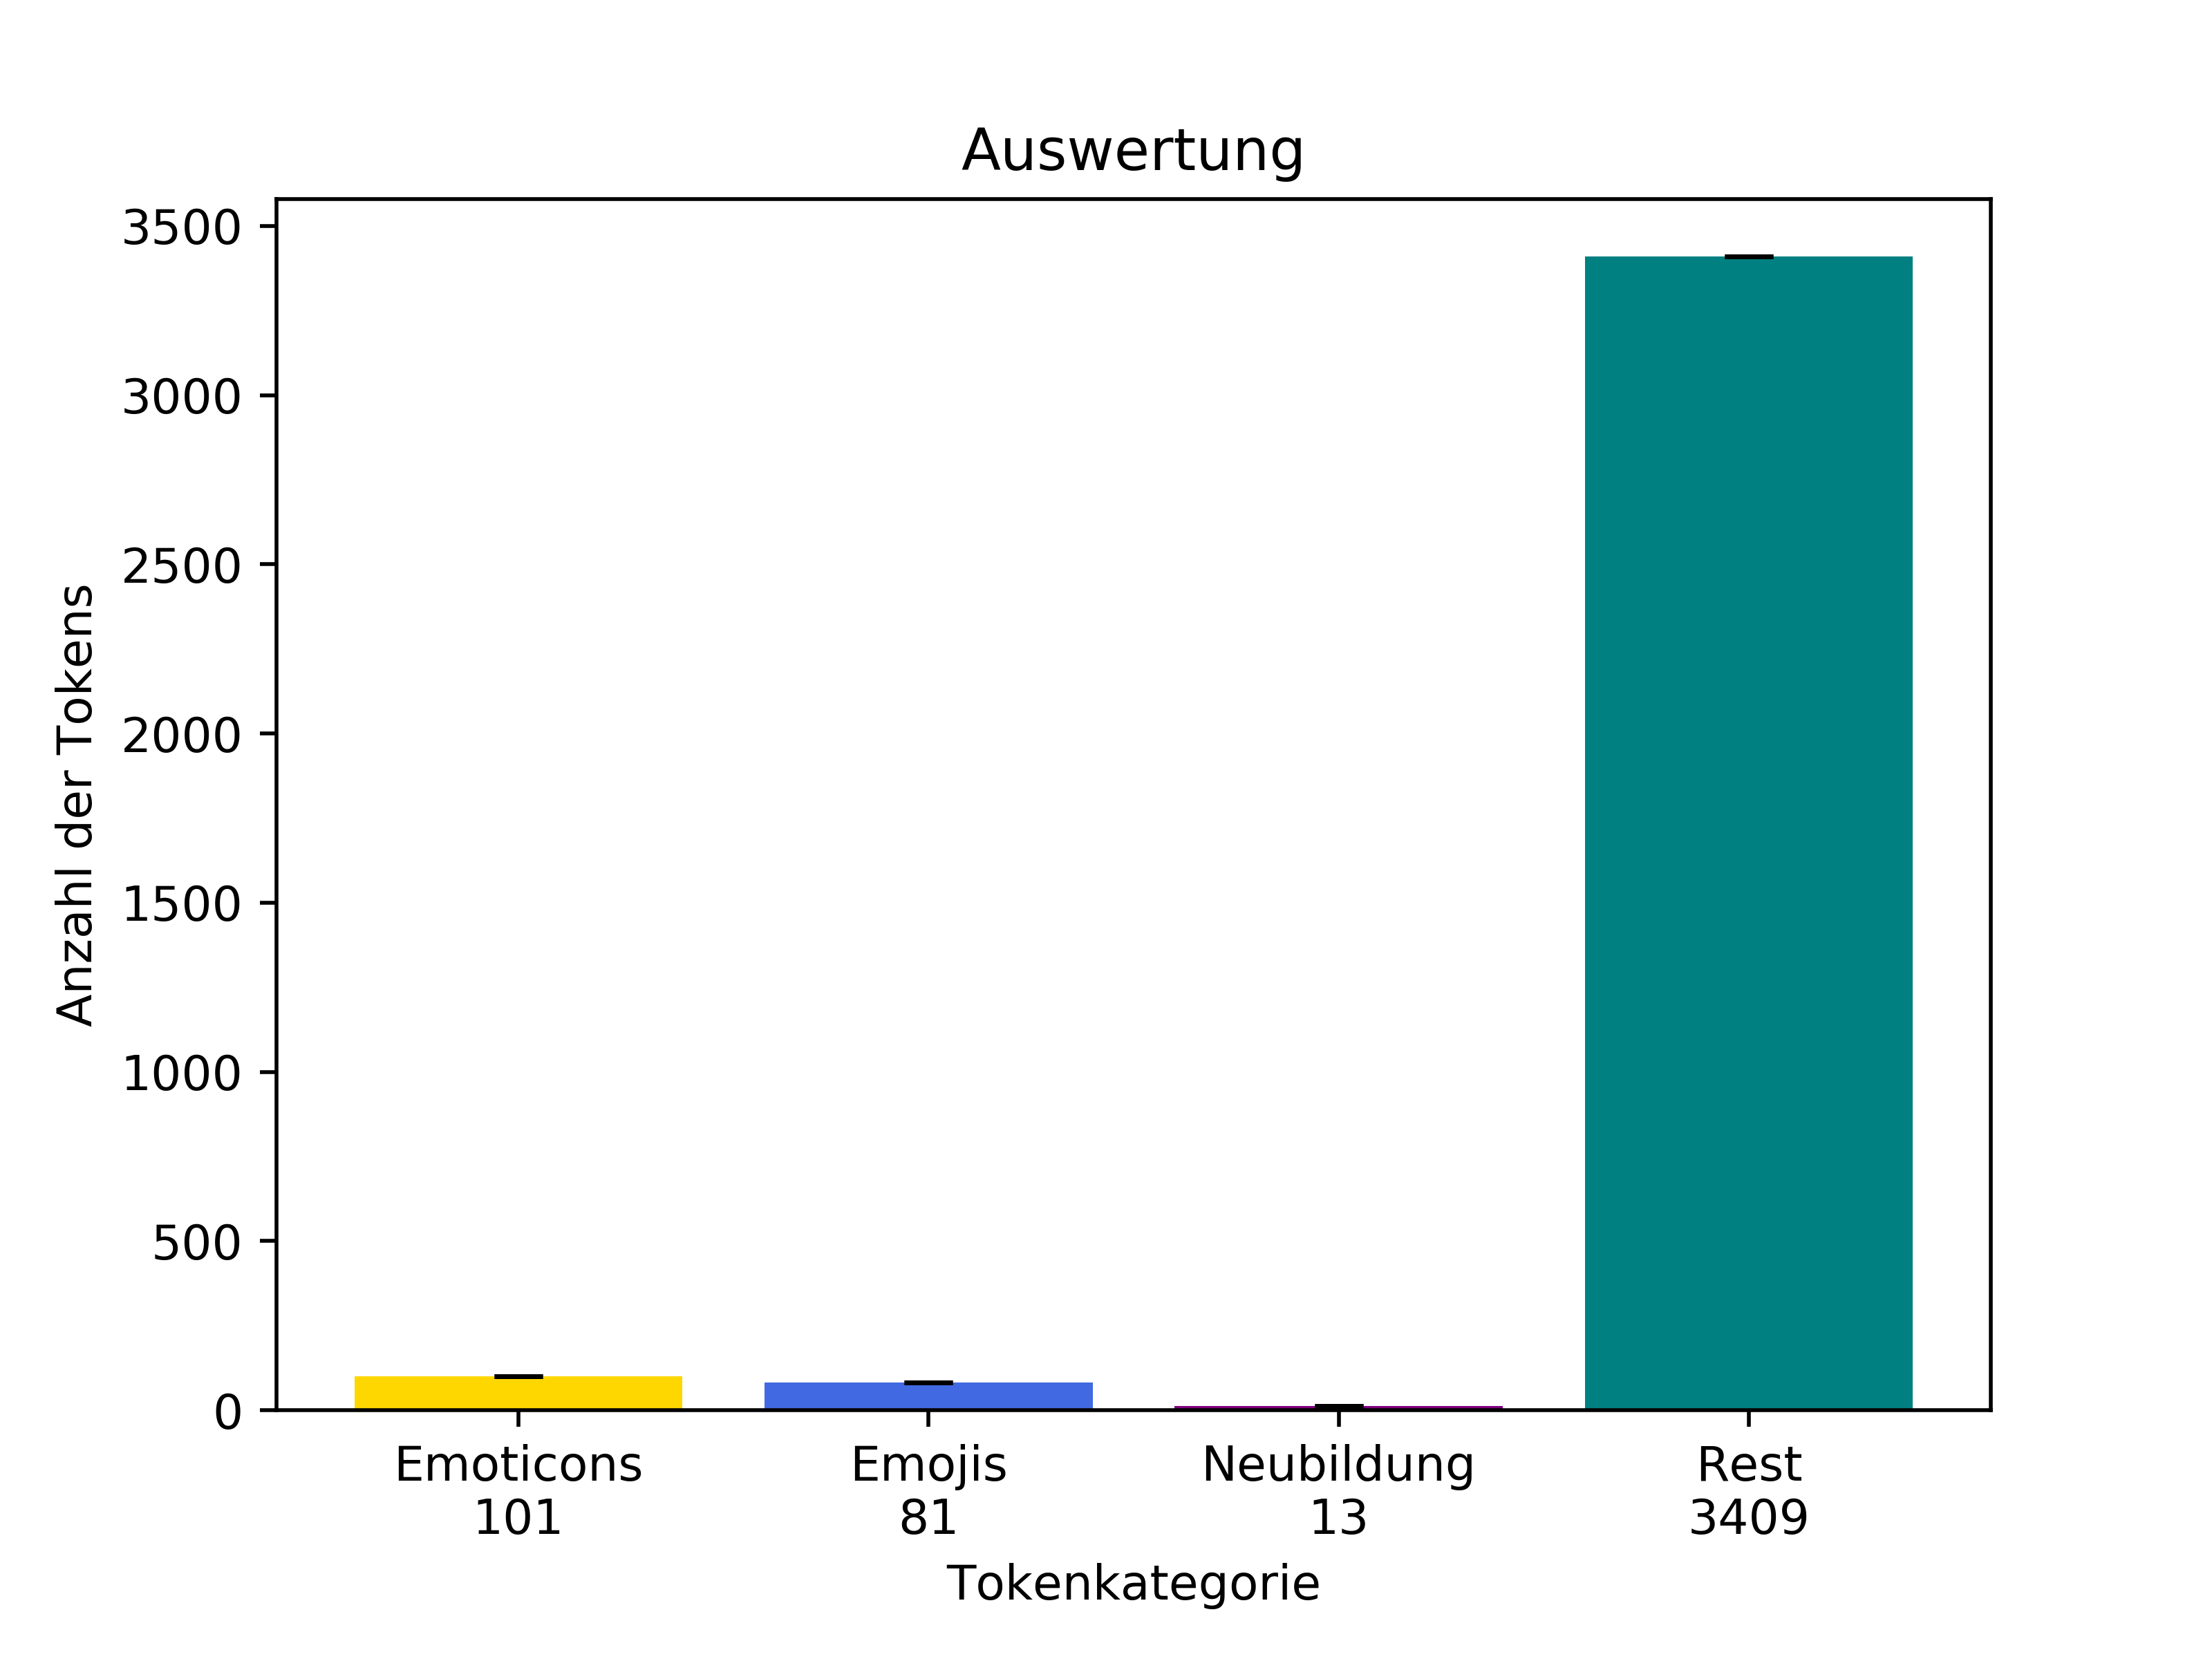 Auswertung
Anzahl der Tokens
3500
3000
2500
2000
1500
1000
500
0
Emoticons Emojis Neubildung Rest
101 81 13 3409
Tokenkategorie